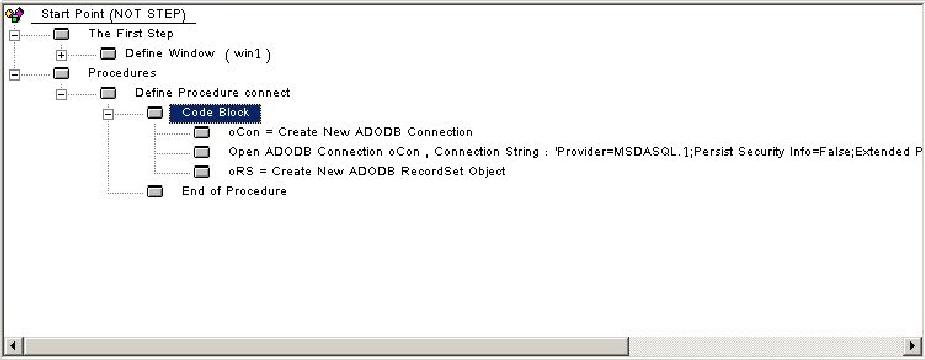 Start Point (NOT STEP)
The First Step
Define Window ( win1 )
Procedures
Define Procedure connect
Code Block
oCon = Create New ADODB Connection
Open ADODB Connection oCon , Connection String : 'Provider=MSDASQL.1;Persist Security Info=False;Extended P
oRS = Create New ADODB RecordSet Object
End of Procedure